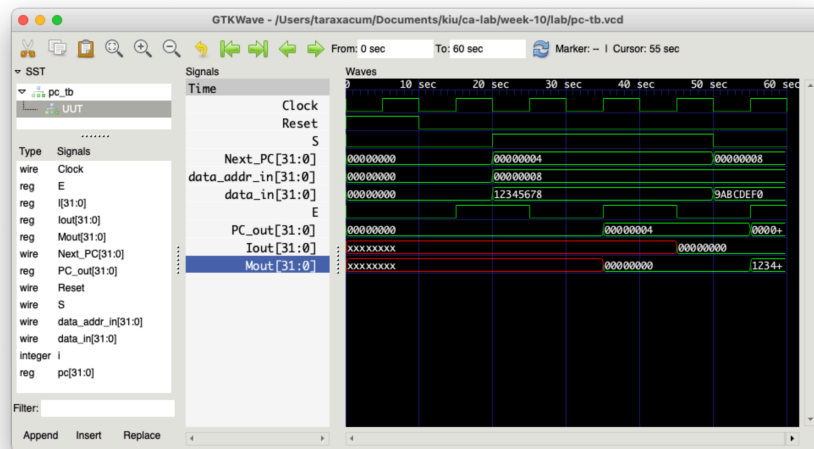 GTKWave - /Users/taraxacum/Documents/kiu/ca-lab/week-10/lab/pc-tb.vcd
From: 0 sec To: 60 sec Marker: -- | Cursor: 55 sec
SST
pc_tb
UUT
Type Signals
wire Clock
reg E
reg I[31:0]
reg Iout[31:0]
reg Mout[31:0]
wire Next_PC[31:0]
reg PC_out[31:0]
wire Reset
wire S
wire data_addr_in[31:0]
wire data_in[31:0]
integer i
reg pc[31:0]
Filter:
Append Insert Replace
Signals
Time
Clock
Reset
S
Next_PC[31:0]
data_addr_in[31:0]
data_in[31:0]
E
PC_out[31:0]
Iout[31:0]
Mout[31:0]
Waves
0 10 sec 20 sec 30 sec 40 sec 50 sec 60 sec
00000000 00000004 00000008
00000000 00000008
00000000 12345678 9ABCDEF0
00000000 00000004 0000+
xxxxxxxx 00000000
xxxxxxxx 00000000 1234+